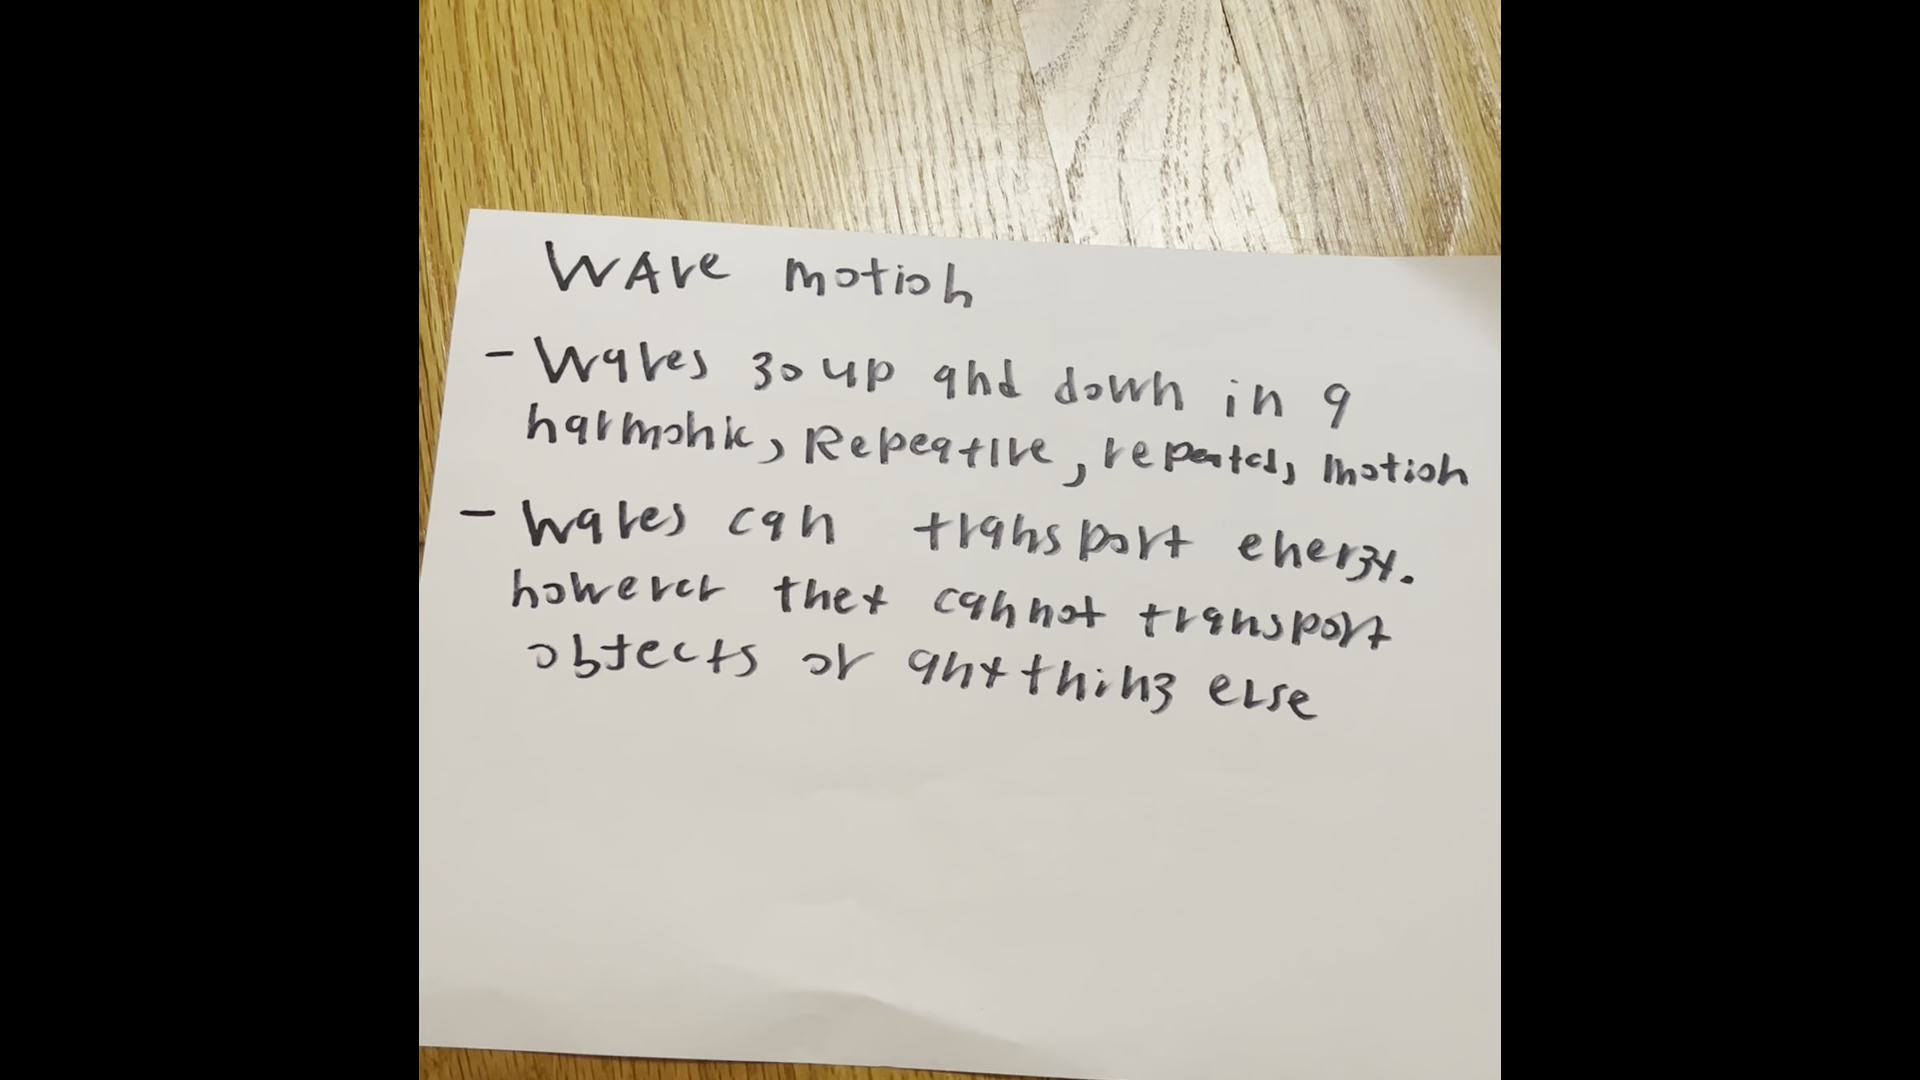 WAve motion
- Waves go up and down in a
harmonic, Repeative, repeated, motion
- waves can transport energy.
however they cannot transport
objects or anything else